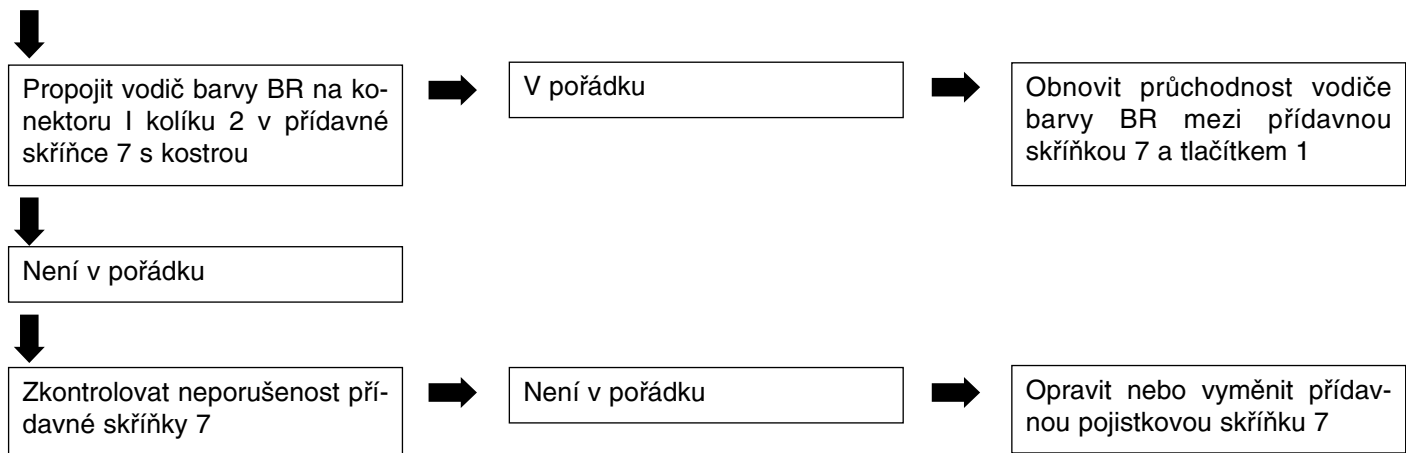 Propojit vodič barvy BR na ko-
nektoru I kolíku 2 v přídavné
skříňce 7 s kostrou
V pořádku
Obnovit průchodnost vodiče
barvy BR mezi přídavnou
skříňkou 7 a tlačítkem 1
Není v pořádku
Zkontrolovat neporušenost pří-
davné skříňky 7
Není v pořádku
Opravit nebo vyměnit přídav-
nou pojistkovou skříňku 7